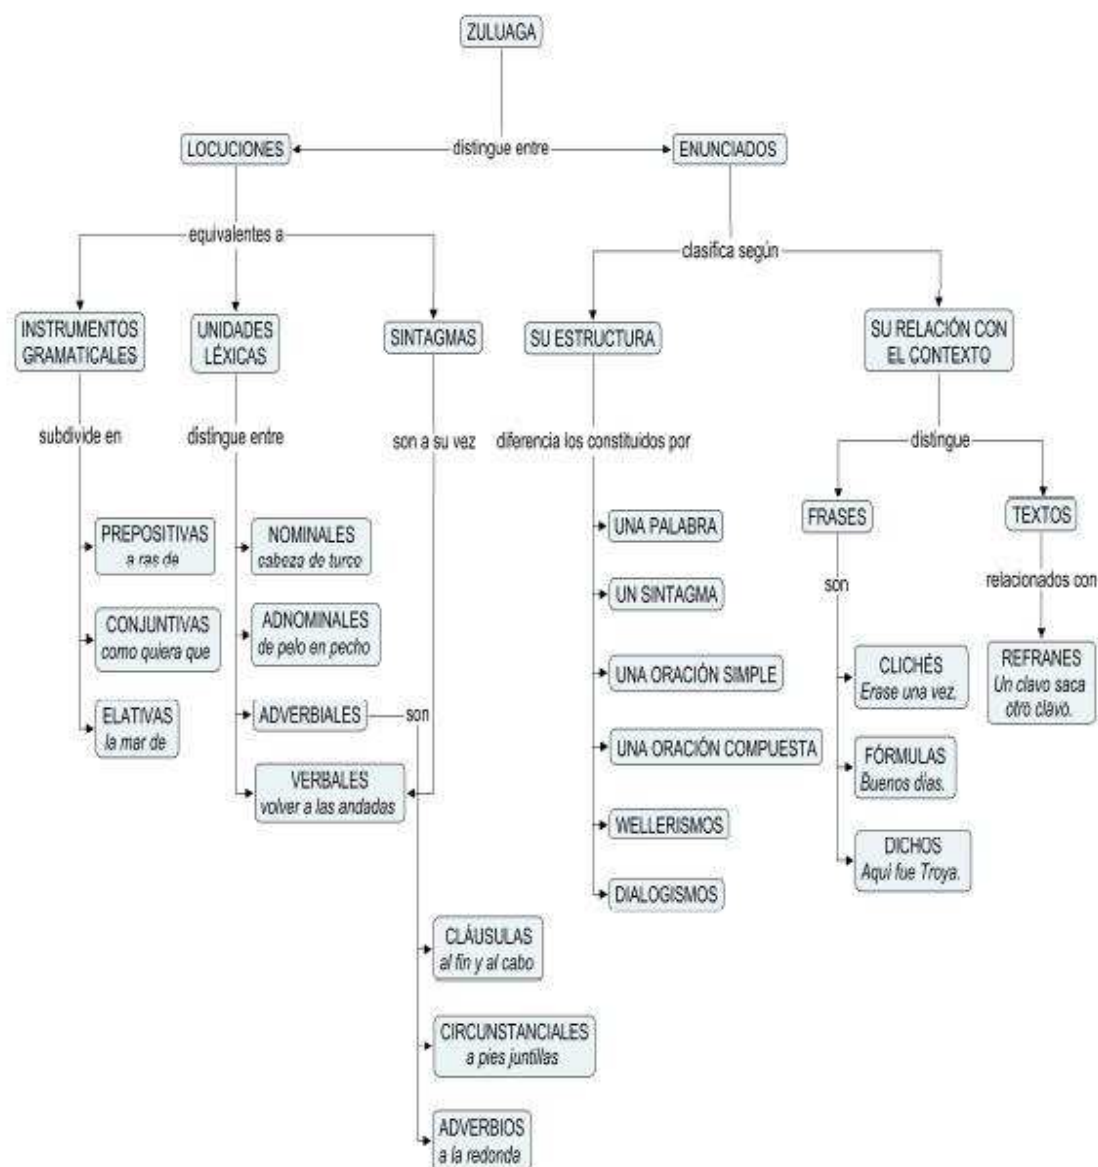 ZULUAGA
LOCUCIONES
distingue entre
ENUNCIADOS
equivalentes a
clasifica según
INSTRUMENTOS
GRAMATICALES
UNIDADES
LÉXICAS
SINTAGMAS
SU ESTRUCTURA
SU RELACIÓN CON
EL CONTEXTO
subdivide en
distingue entre
son a su vez
diferencia los constituidos por
distingue
PREPOSITIVAS
a ras de
CONJUNTIVAS
como quiera que
ELATIVAS
la mar de
NOMINALES
cabeza de turco
ADNOMINALES
de pelo en pecho
ADVERBIALES
son
VERBALES
volver a las andadas
CLÁUSULAS
al fin y al cabo
CIRCUNSTANCIALES
a pies juntillas
ADVERBIOS
a la redonda
UNA PALABRA
UN SINTAGMA
UNA ORACIÓN SIMPLE
UNA ORACIÓN COMPUESTA
WELLERISMOS
DIALOGISMOS
FRASES
son
CLICHÉS
Erase una vez.
FÓRMULAS
Buenos días.
DICHOS
Aqui fue Troya.
TEXTOS
relacionados con
REFRANES
Un clavo saca
otro clavo.